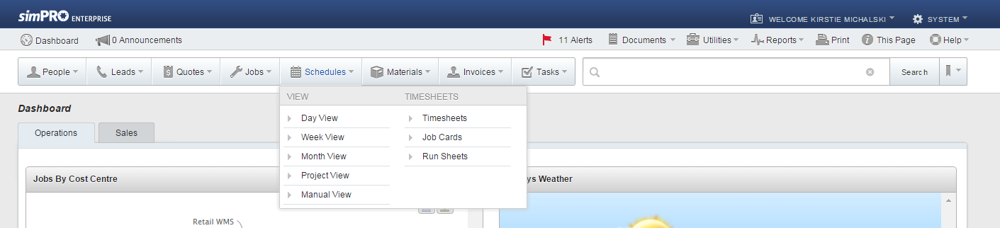 simPRO ENTERPRISE
WELCOME KIRSTIE MICHALSKI SYSTEM
Dashboard 0 Announcements 11 Alerts Documents Utilities Reports Print This Page Help
People Leads Quotes Jobs Schedules Materials Invoices Tasks Search
VIEW TIMESHEETS
Dashboard
Day View Timesheets
Operations Sales
Week View Job Cards
Month View Run Sheets
Project View
Jobs By Cost Centre ys Weather
Manual View
Retail WMS